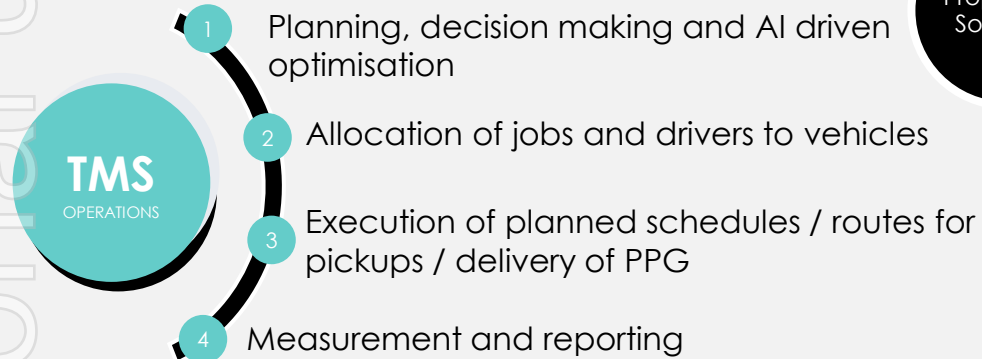 1
Planning, decision making and AI driven
optimisation
2
Allocation of jobs and drivers to vehicles
TMS
OPERATIONS
3
Execution of planned schedules / routes for
pickups / delivery of PPG
4
Measurement and reporting